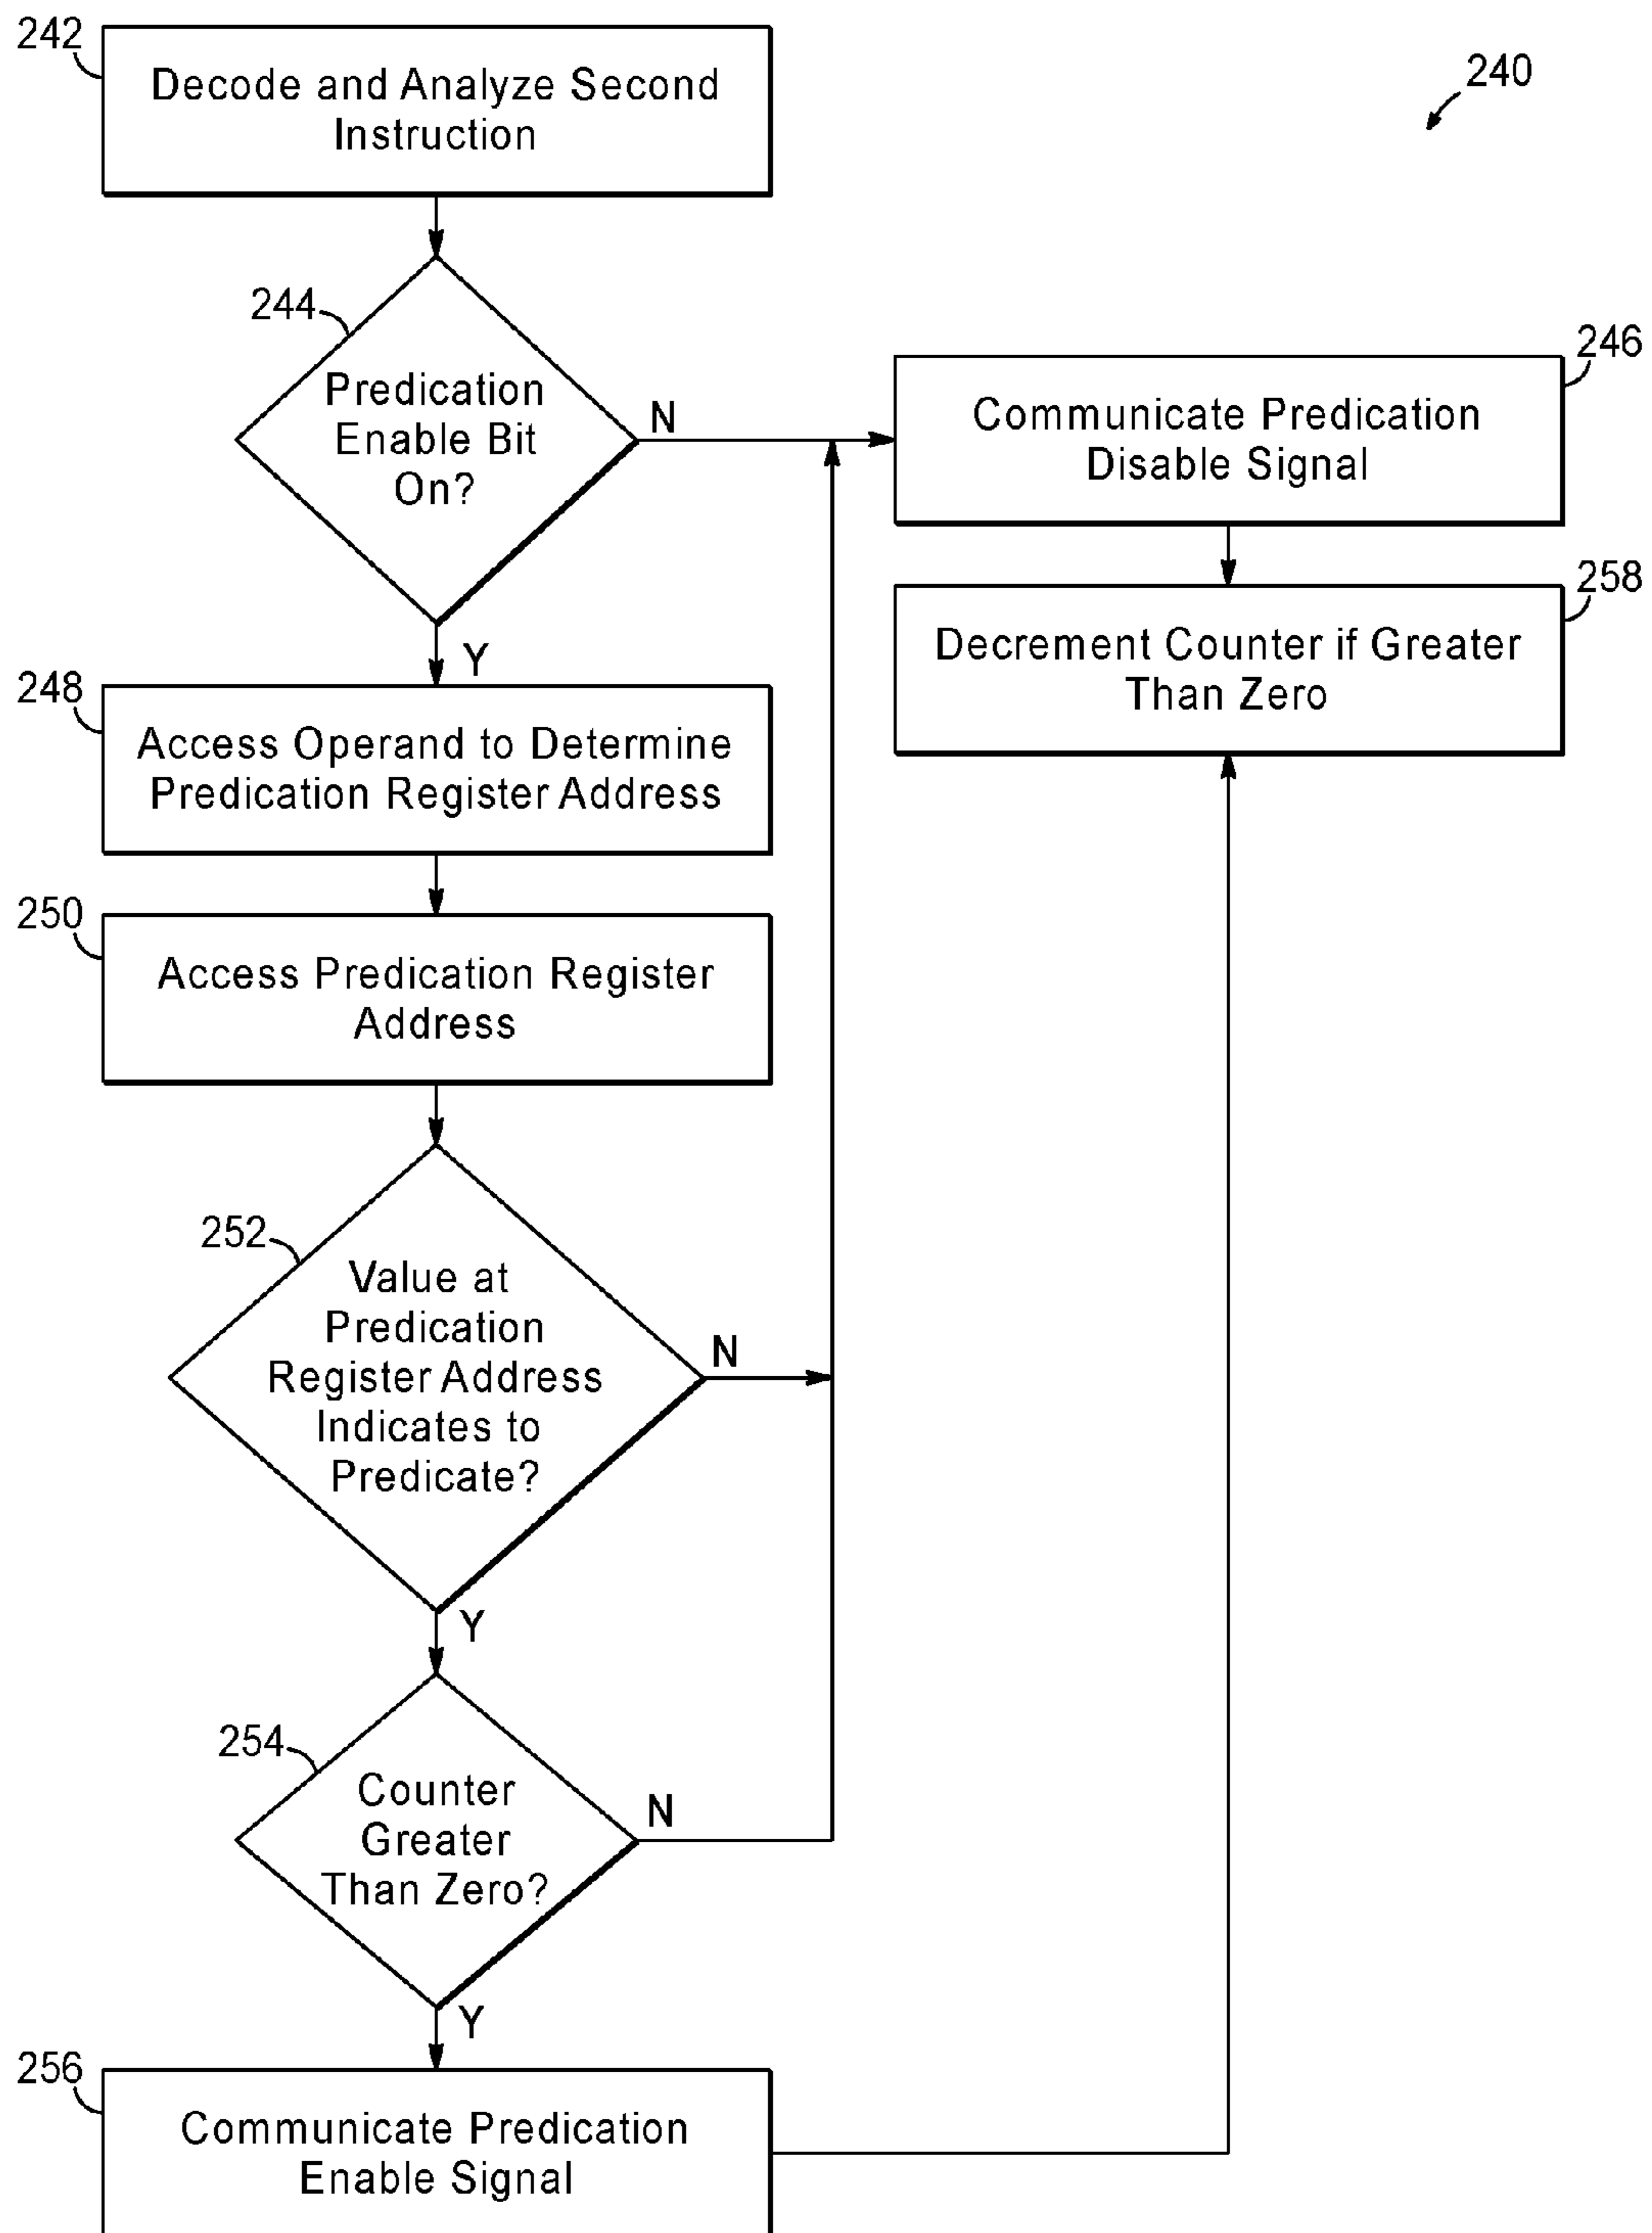 242
Decode and Analyze Second
Instruction
240
244
Predication
Enable Bit
On?
N
Y
246
Communicate Predication
Disable Signal
258
Decrement Counter if Greater
Than Zero
248
Access Operand to Determine
Predication Register Address
250
Access Predication Register
Address
252
Value at
Predication
Register Address
Indicates to
Predicate?
N
Y
254
Counter
Greater
Than Zero?
N
Y
256
Communicate Predication
Enable Signal